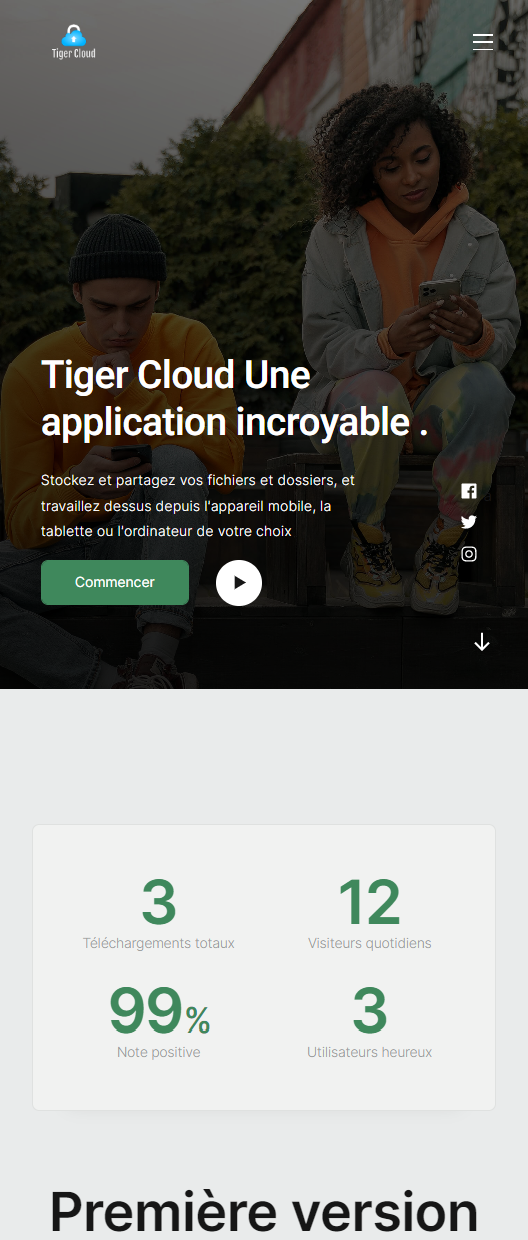 Tiger Cloud
Tiger Cloud Une
application incroyable .
Stockez et partagez vos fichiers et dossiers, et
travaillez dessus depuis l'appareil mobile, la
tablette ou l'ordinateur de votre choix
Commencer
3
Téléchargements totaux
12
Visiteurs quotidiens
99%
Note positive
3
Utilisateurs heureux
Première version